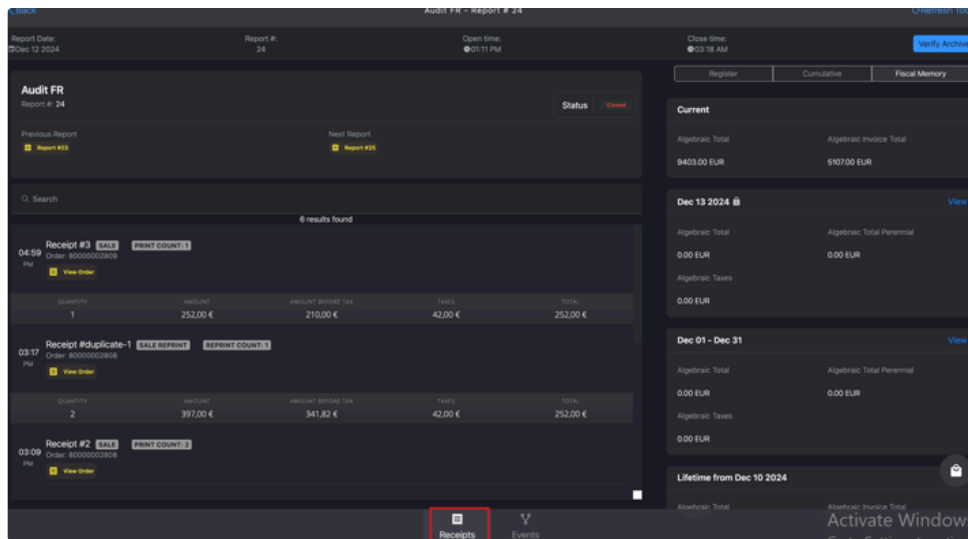 Back
Audit FR - Report # 24
Refresh Tot
Report Date:
Dec 12 2024
Report #:
24
Open time:
01:11 PM
Close time:
03:18 AM
Verify Archive
Audit FR
Report #: 24
Status
Closed
Previous Report
Report #23
Next Report
Report #25
Search
6 results found
04:59
PM
Receipt #3 SALE PRINT COUNT: 1
Order: 80000002809
View Order
QUANTITY AMOUNT AMOUNT BEFORE TAX TAXES TOTAL
1 252,00 € 210,00 € 42,00 € 252,00 €
03:17
PM
Receipt #duplicate-1 SALE REPRINT REPRINT COUNT: 1
Order: 80000002808
View Order
QUANTITY AMOUNT AMOUNT BEFORE TAX TAXES TOTAL
2 397,00 € 341,82 € 42,00 € 252,00 €
03:09
PM
Receipt #2 SALE PRINT COUNT: 2
Order: 80000002808
View Order
Register Cumulative Fiscal Memory
Current
Algebraic Total Algebraic Invoice Total
9403.00 EUR 5107.00 EUR
Dec 13 2024 View
Algebraic Total Algebraic Total Perennial
0.00 EUR 0.00 EUR
Algebraic Taxes
0.00 EUR
Dec 01 - Dec 31 View
Algebraic Total Algebraic Total Perennial
0.00 EUR 0.00 EUR
Algebraic Taxes
0.00 EUR
Lifetime from Dec 10 2024
Algebraic Total Algebraic Invoice Total
Activate Windows
Receipts Events